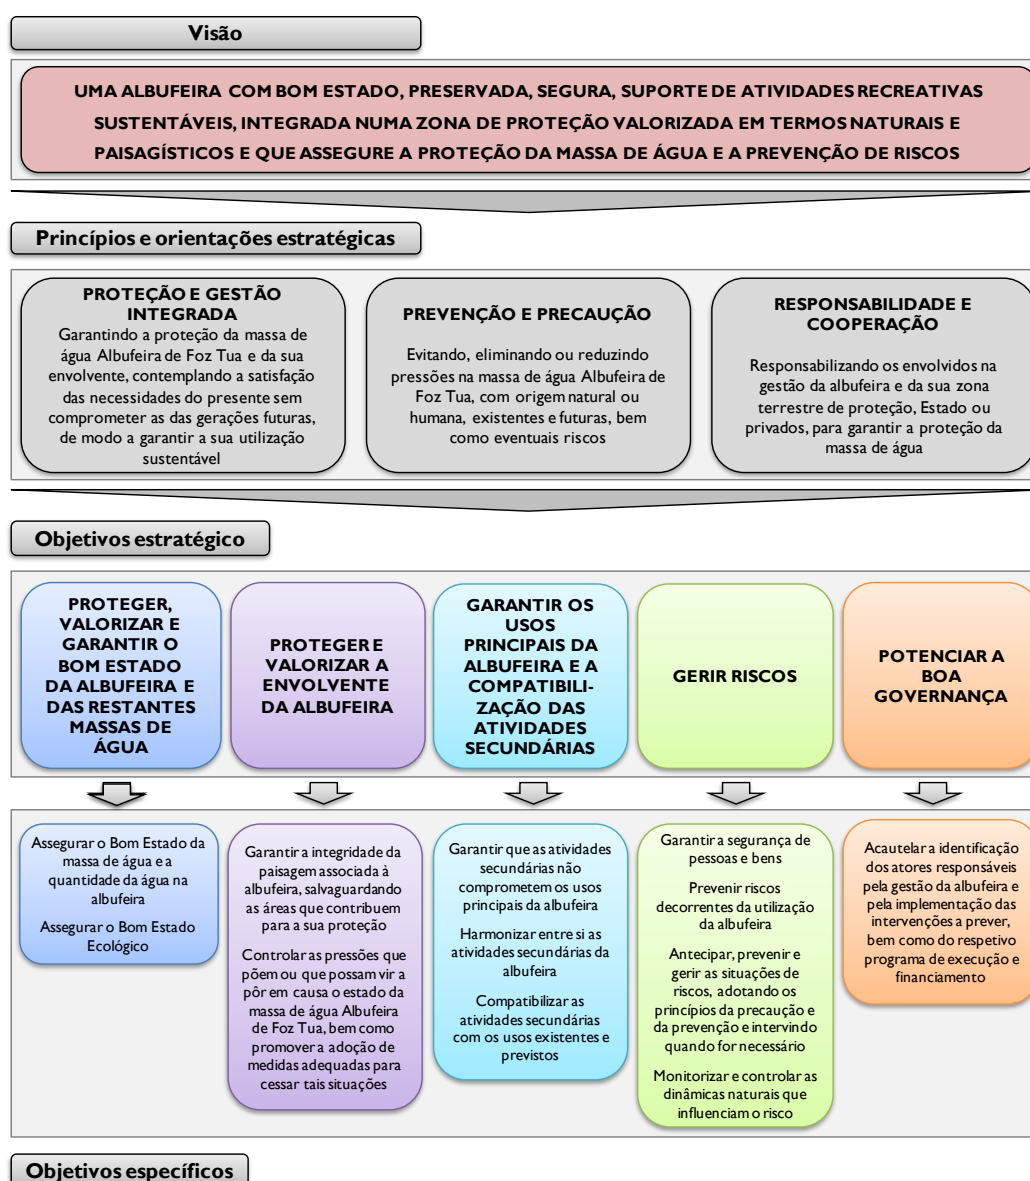 Visão
UMA ALBUFEIRA COM BOM ESTADO, PRESERVADA, SEGURA, SUPORTE DE ATIVIDADES RECREATIVAS
SUSTENTÁVEIS, INTEGRADA NUMA ZONA DE PROTEÇÃO VALORIZADA EM TERMOS NATURAIS E
PAISAGÍSTICOS E QUE ASSEGURE A PROTEÇÃO DA MASSA DE ÁGUA E A PREVENÇÃO DE RISCOS
Princípios e orientações estratégicas
PROTEÇÃO E GESTÃO
INTEGRADA
Garantindo a proteção da massa de
água Albufeira de Foz Tua e da sua
envolvente, contemplando a satisfação
das necessidades do presente sem
comprometer as das gerações futuras,
de modo a garantir a sua utilização
sustentável
PREVENÇÃO E PRECAUÇÃO
Evitando, eliminando ou reduzindo
pressões na massa de água Albufeira de
Foz Tua, com origem natural ou
humana, existentes e futuras, bem
como eventuais riscos
RESPONSABILIDADE E
COOPERAÇÃO
Responsabilizando os envolvidos na
gestão da albufeira e da sua zona
terrestre de proteção, Estado ou
privados, para garantir a proteção da
massa de água
Objetivos estratégico
PROTEGER,
VALORIZAR E
GARANTIR O
BOM ESTADO
DA ALBUFEIRA E
DAS RESTANTES
MASSAS DE
ÁGUA
PROTEGER E
VALORIZAR A
ENVOLVENTE
DA ALBUFEIRA
GARANTIR OS
USOS
PRINCIPAIS DA
ALBUFEIRA E A
COMPATIBILI-
ZAÇÃO DAS
ATIVIDADES
SECUNDÁRIAS
GERIR RISCOS
POTENCIAR A
BOA
GOVERNANÇA
Assegurar o Bom Estado da
massa de água e a
quantidade da água na
albufeira
Assegurar o Bom Estado
Ecológico
Garantir a integridade da
paisagem associada à
albufeira, salvaguardando
as áreas que contribuem
para a sua proteção
Controlar as pressões que
põem ou que possam vir a
pôr em causa o estado da
massa de água Albufeira
de Foz Tua, bem como
promover a adoção de
medidas adequadas para
cessar tais situações
Garantir que as atividades
secundárias não
comprometem os usos
principais da albufeira
Harmonizar entre si as
atividades secundárias da
albufeira
Compatibilizar as
atividades secundárias
com os usos existentes e
previstos
Garantir a segurança de
pessoas e bens
Prevenir riscos
decorrentes da utilização
da albufeira
Antecipar, prevenir e
gerir as situações de
riscos, adotando os
princípios da precaução e
da prevenção e intervindo
quando for necessário
Monitorizar e controlar as
dinâmicas naturais que
influenciam o risco
Acautelar a identificação
dos atores responsáveis
pela gestão da albufeira e
pela implementação das
intervenções a prever,
bem como do respetivo
programa de execução e
financiamento
Objetivos específicos